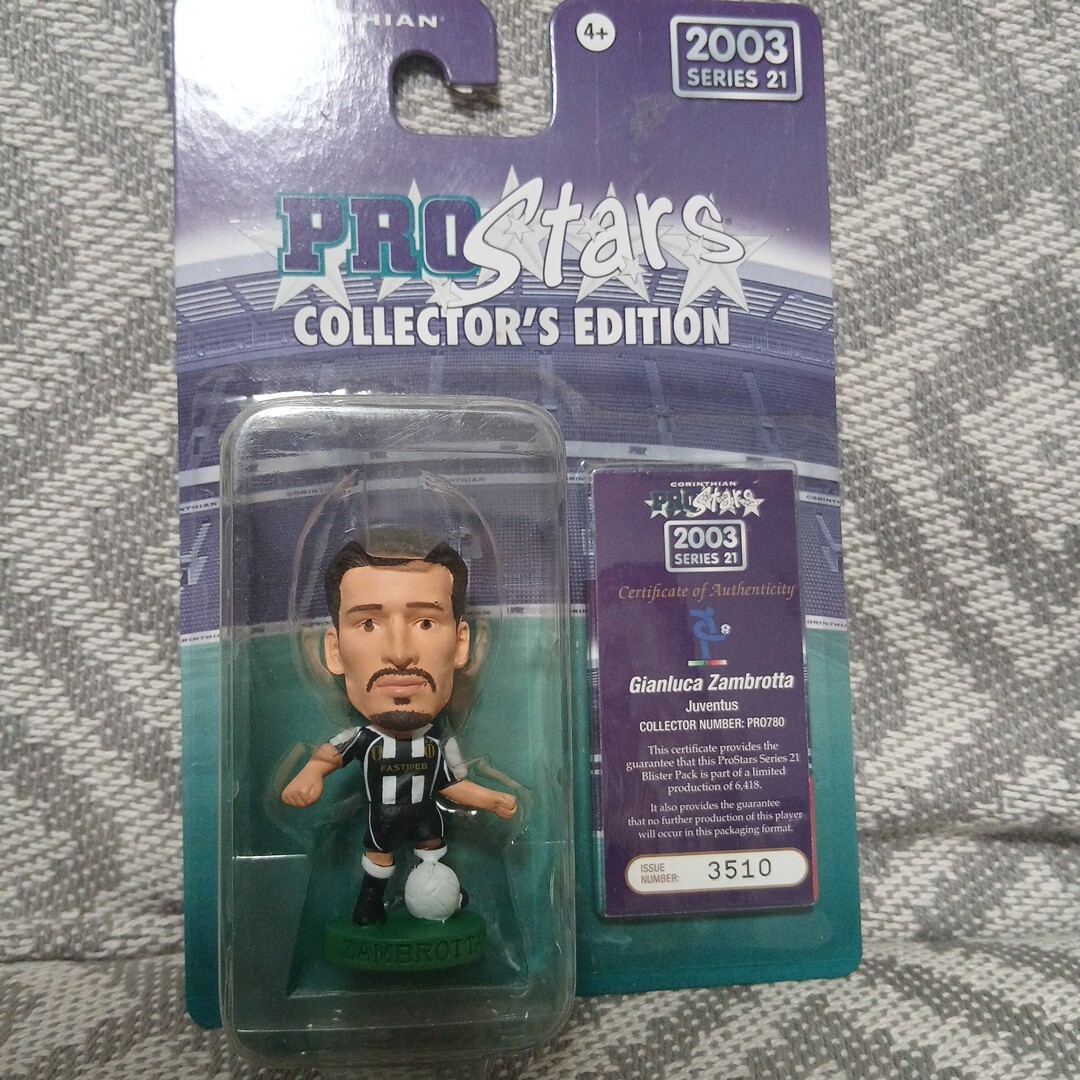 THIAN
4+
2003
SERIES 21
PRO Stars
COLLECTOR'S EDITION
CORINTHIAN
PRO Stars
2003
SERIES 21
Certificate of Authenticity
Gianluca Zambrotta
Juventus
COLLECTOR NUMBER: PRO780
This certificate provides the
guarantee that this ProStars Series 21
Blister Pack is part of a limited
production of 6,418.
It also provides the guarantee
that no further production of this player
will occur in this packaging format.
ISSUE
NUMBER: 3510
FASTWEB
ZAMBROTTA